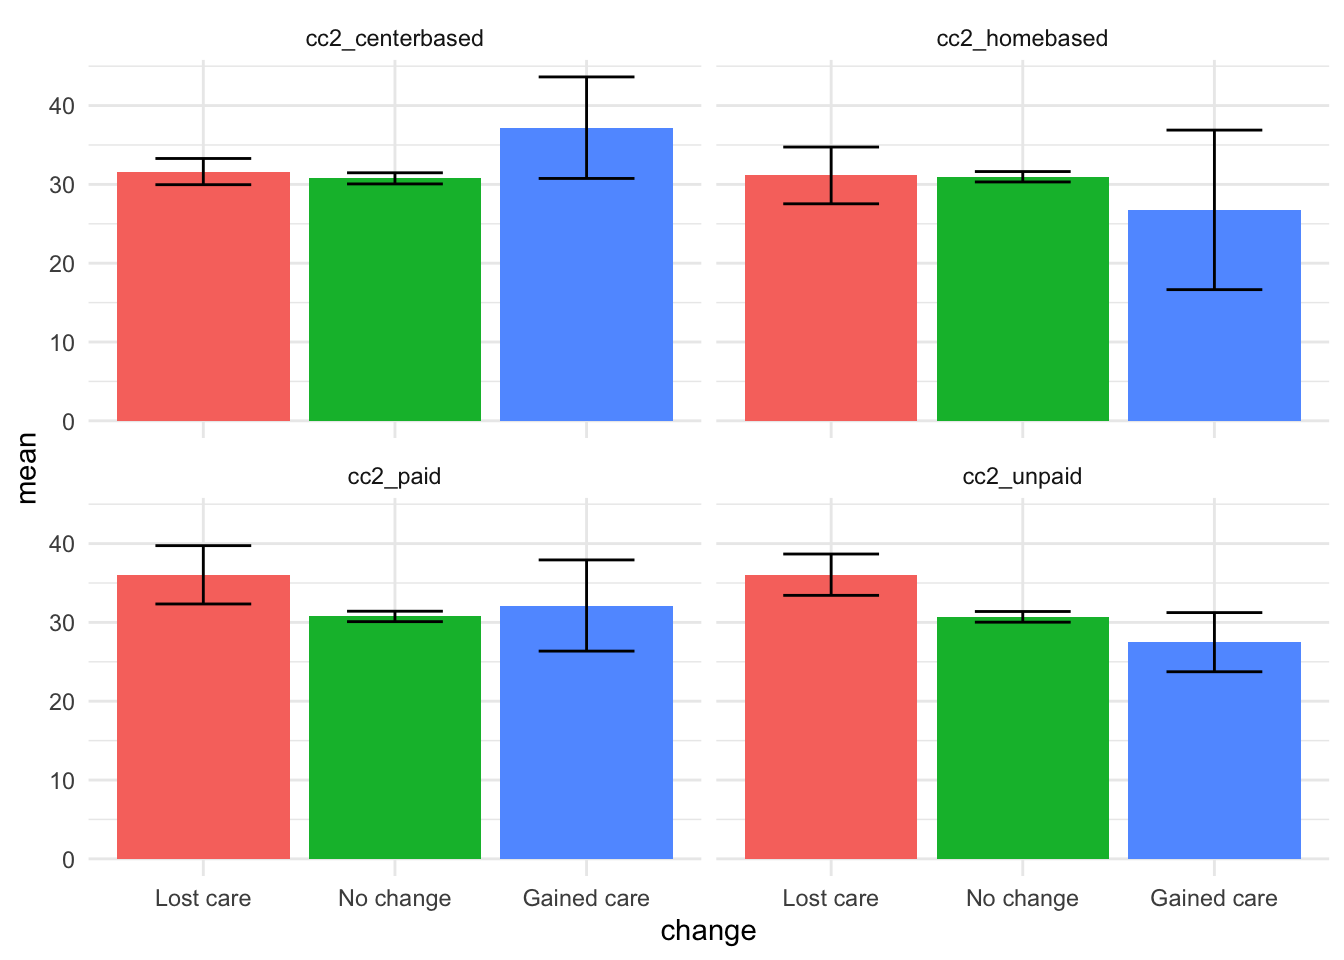 cc2_centerbased
cc2_homebased
40
30
20
10
0
cc2_paid
cc2_unpaid
40
30
20
10
0
mean
Lost care No change Gained care
Lost care No change Gained care
change